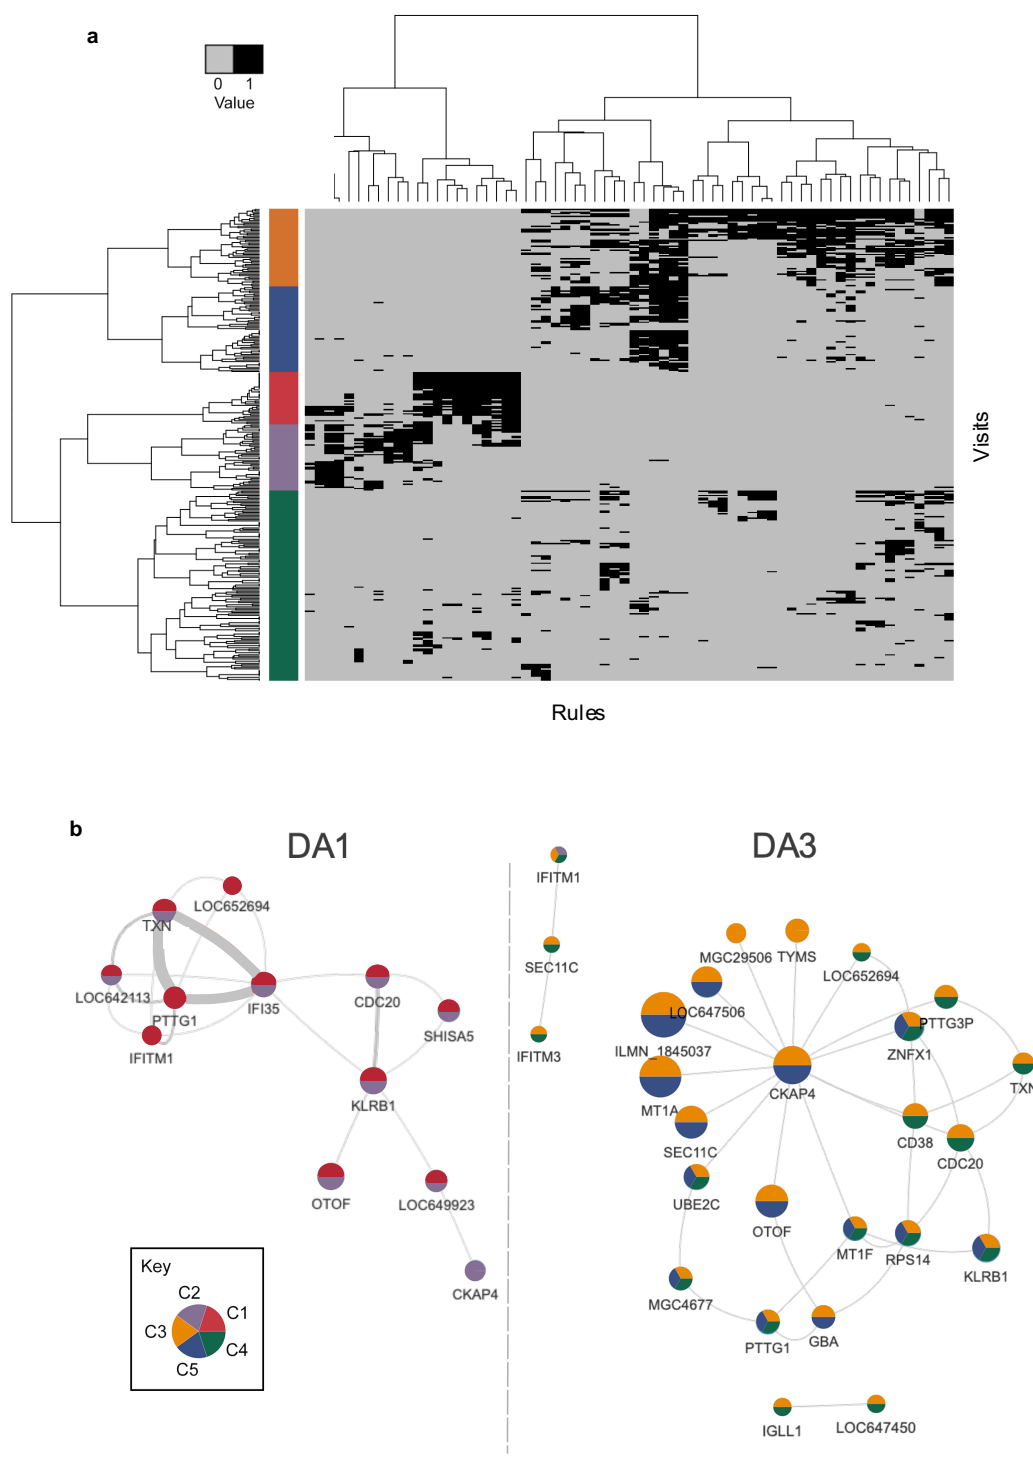 a
0 1
Value
Visits
Rules
b
DA1
DA3
IFITM1
LOC652694
TXN
MGC29506
TYMS
SEC11C
LOC652694
LOC642113
PTTG1
IFI35
CDC20
LOC647506
PTTG3P
SHISA5
IFITM1
IFITM3
ILMN_1845037
ZNFX1
KLRB1
MT1A
CKAP4
TXN
SEC11C
CD38
CDC20
OTOF
LOC649923
UBE2C
OTOF
MT1F
RPS14
KLRB1
CKAP4
MGC4677
PTTG1
GBA
Key
C2
C1
C3
C4
C5
IGLL1
LOC647450